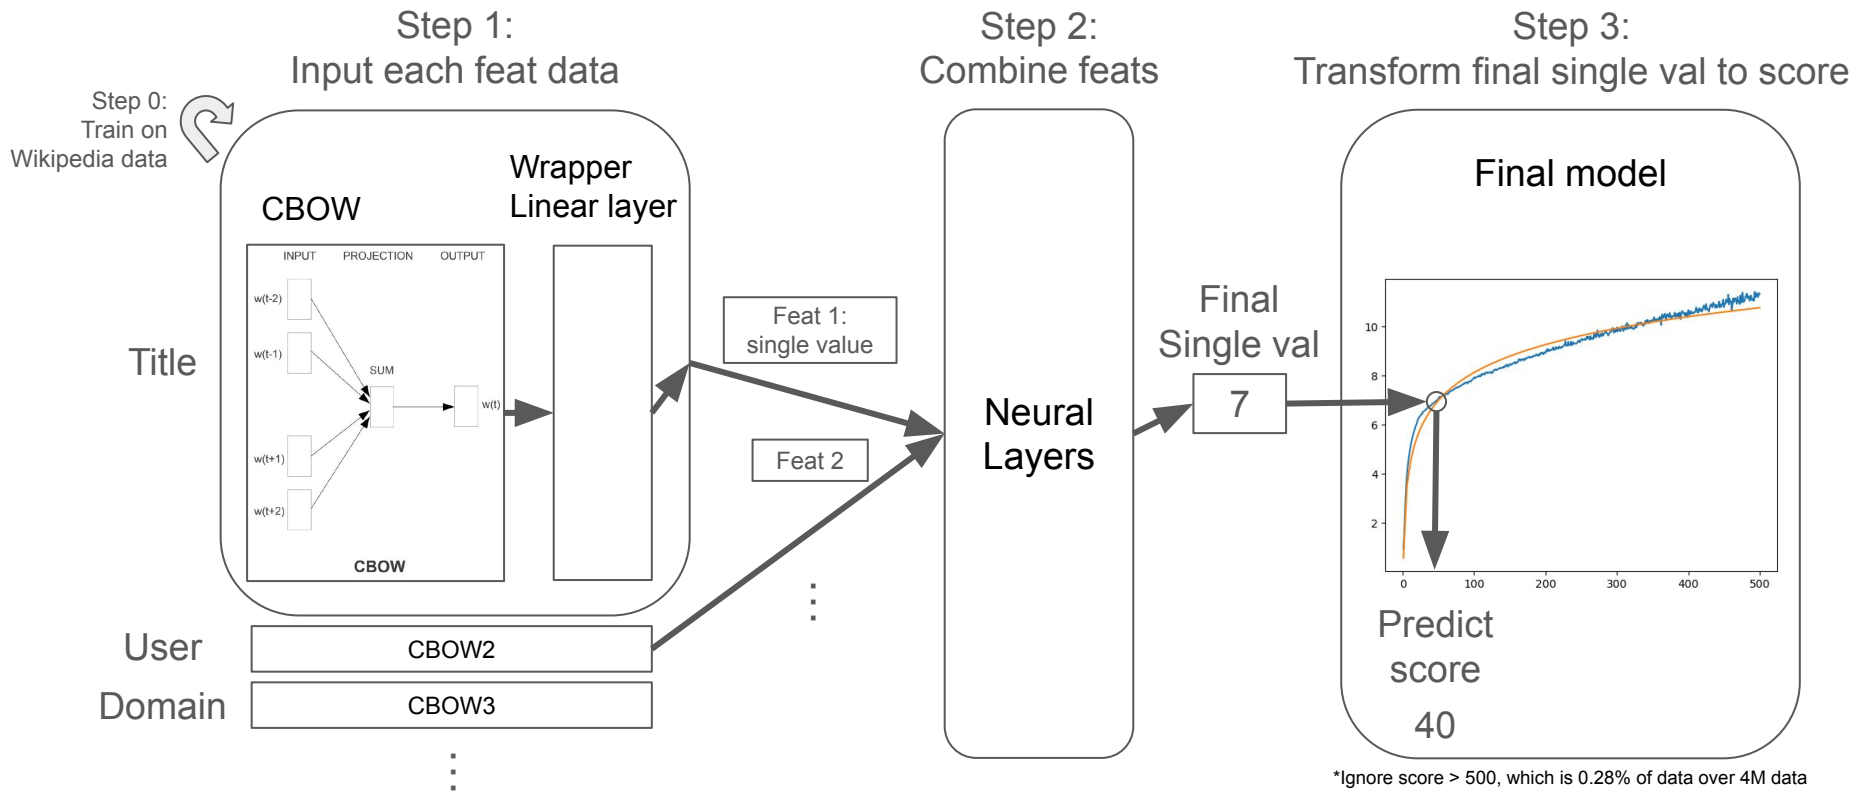 Step 1:
Input each feat data
Step 2:
Combine feats
Step 3:
Transform final single val to score
Step 0:
Train on
Wikipedia data
CBOW
Wrapper
Linear layer
INPUT PROJECTION OUTPUT
w(t-2)
w(t-1)
SUM
w(t)
w(t+1)
w(t+2)
CBOW
Title
Feat 1:
single value
Feat 2
⋮
User
CBOW2
Domain
CBOW3
⋮
Neural
Layers
Final
Single val
7
Final model
10
8
6
4
2
0 100 200 300 400 500
Predict
score
40
*Ignore score > 500, which is 0.28% of data over 4M data